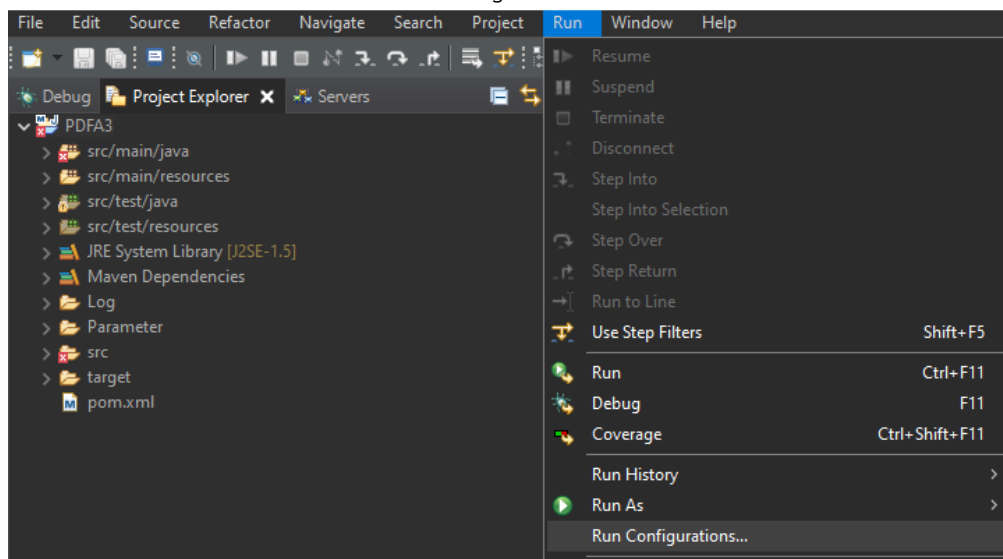 File Edit Source Refactor Navigate Search Project Run Window Help
Debug Project Explorer Servers
PDFA3
src/main/java
src/main/resources
src/test/java
src/test/resources
JRE System Library [J2SE-1.5]
Maven Dependencies
Log
Parameter
src
target
pom.xml
Resume
Suspend
Terminate
Disconnect
Step Into
Step Into Selection
Step Over
Step Return
Run to Line
Use Step Filters Shift+F5
Run Ctrl+F11
Debug F11
Coverage Ctrl+Shift+F11
Run History
Run As
Run Configurations...